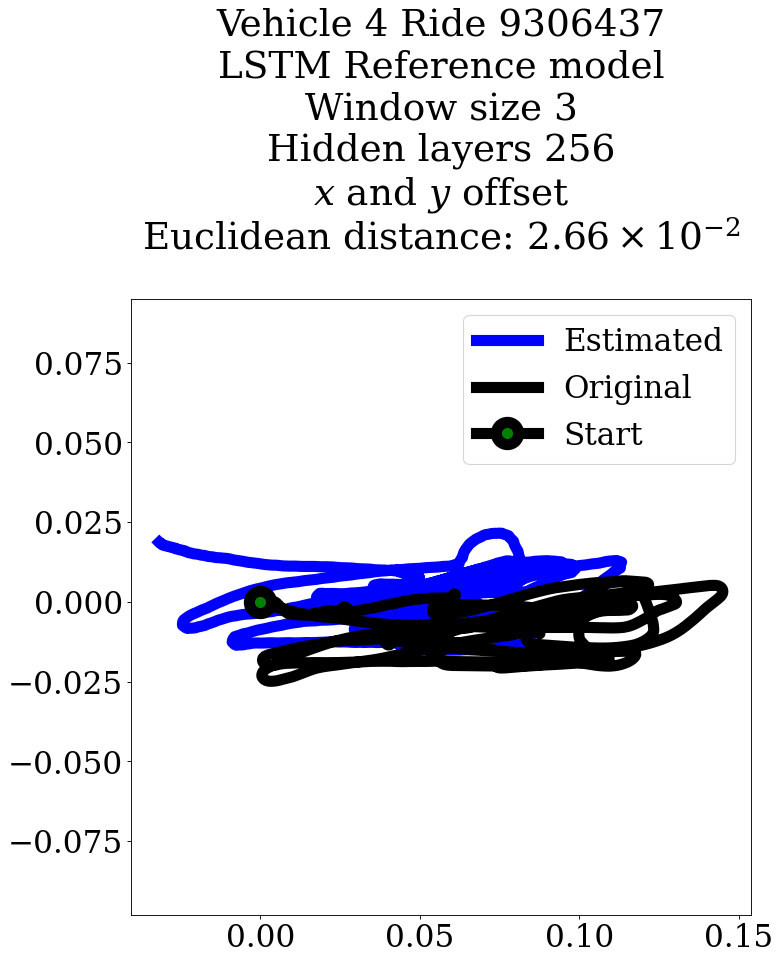 Vehicle 4 Ride 9306437
LSTM Reference model
Window size 3
Hidden layers 256
x and y offset
Euclidean distance: 2.66 × 10⁻²
Estimated
Original
Start
0.075
0.050
0.025
0.000
−0.025
−0.050
−0.075
0.00 0.05 0.10 0.15